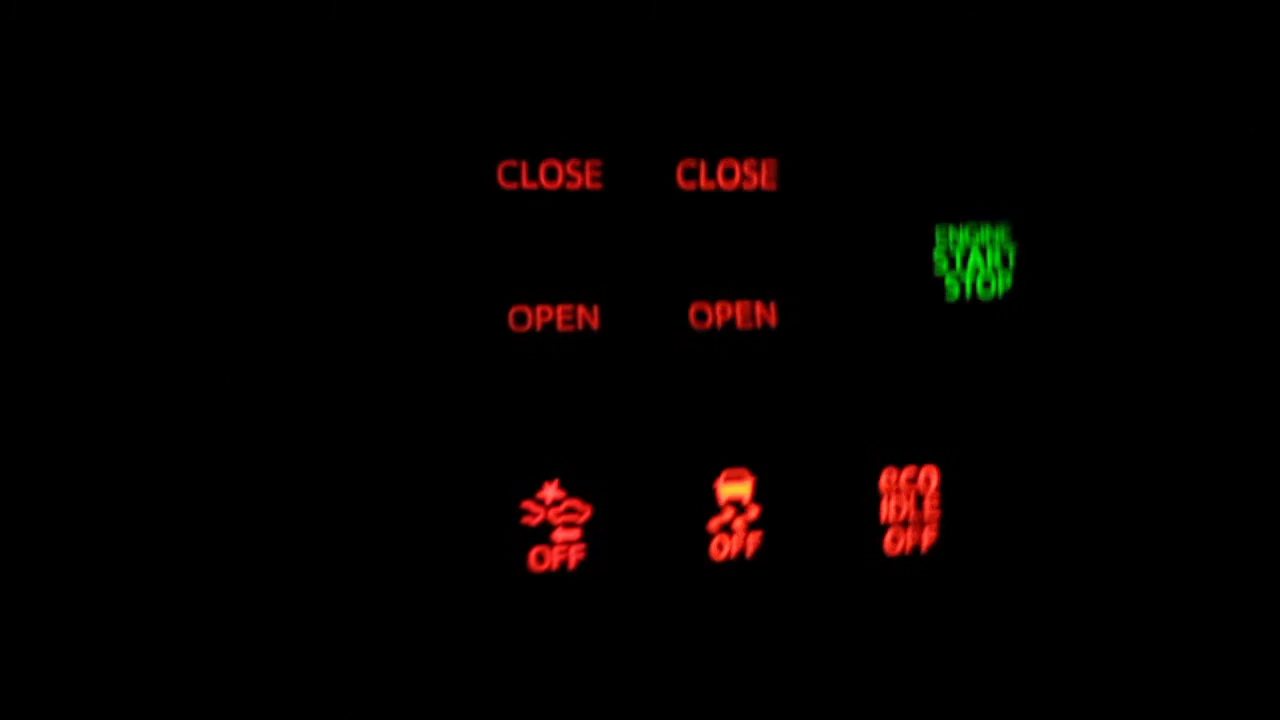 CLOSE CLOSE
ENGINE
START
STOP
OPEN OPEN
OFF
OFF
eco
IDLE
OFF